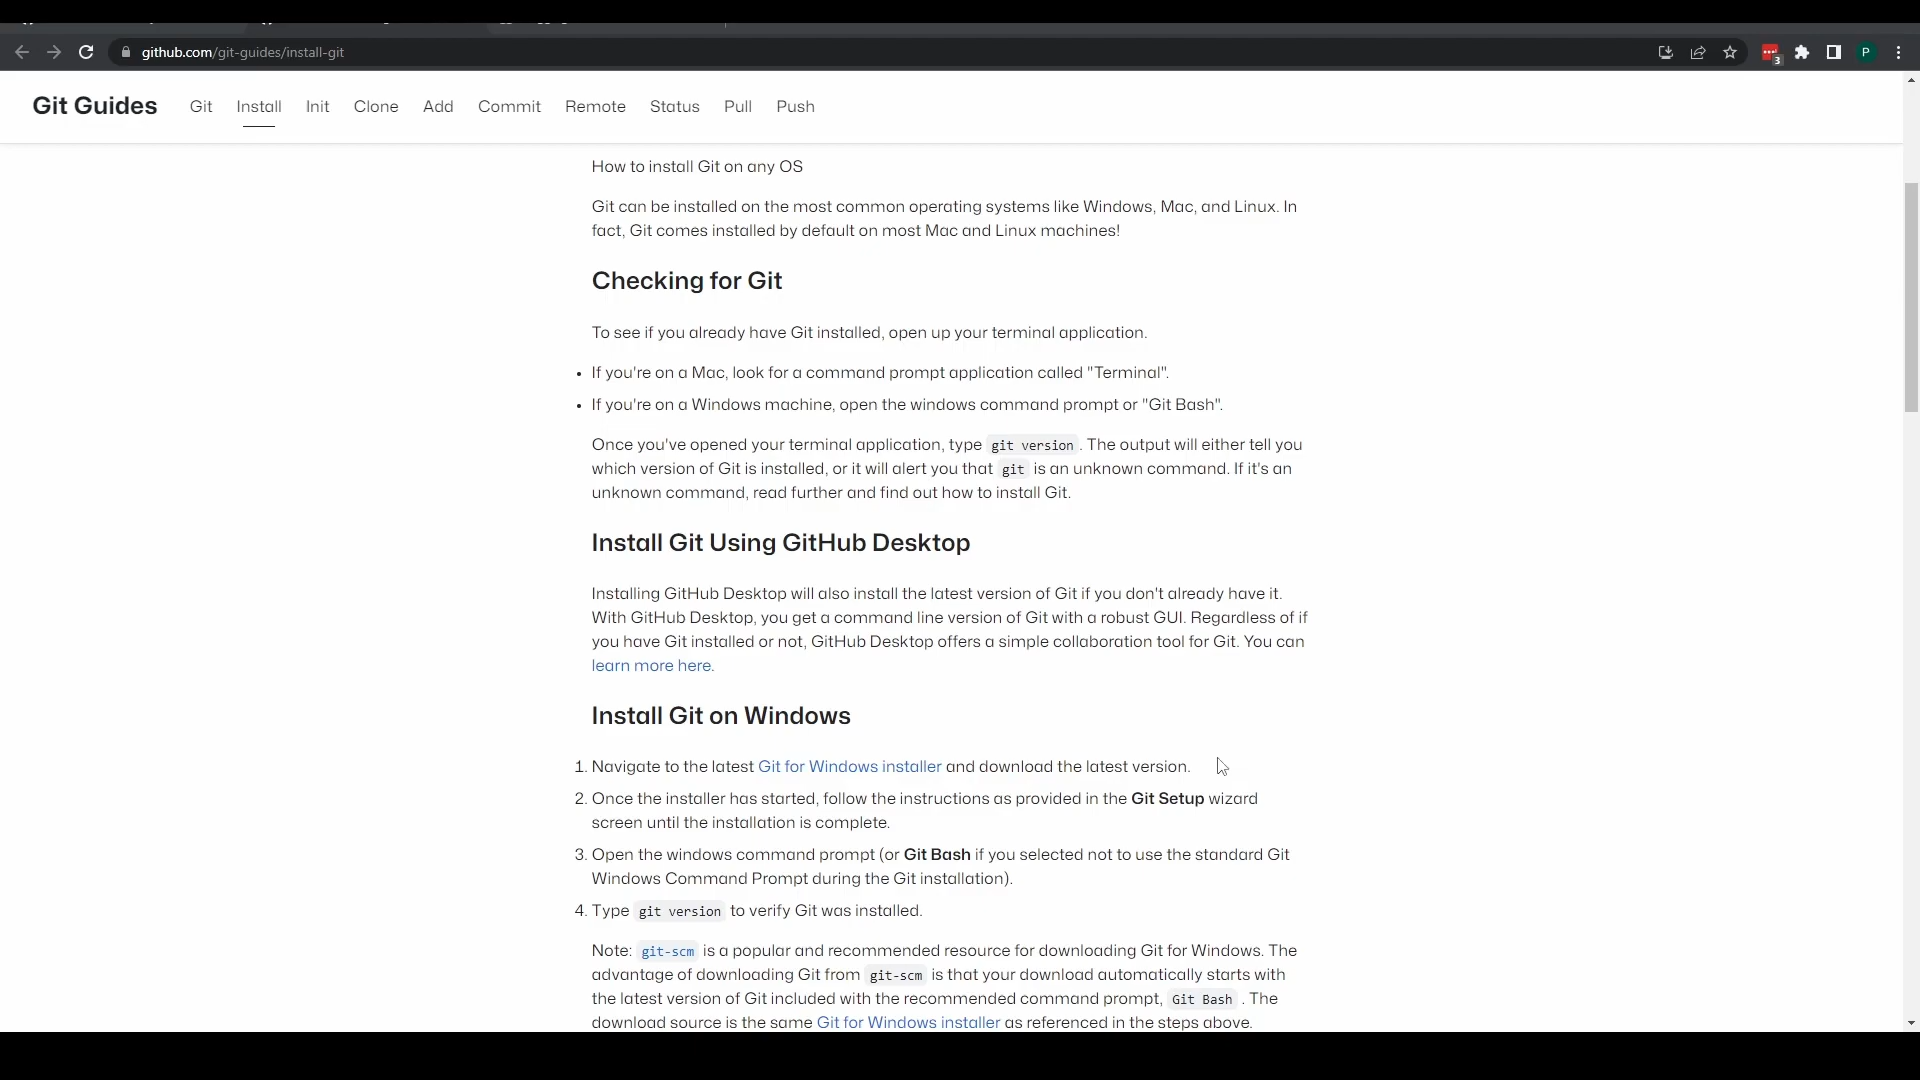 github.com/git-guides/install-git
3
P
Git Guides
Git
Install
Init
Clone
Add
Commit
Remote
Status
Pull
Push
How to install Git on any OS
Git can be installed on the most common operating systems like Windows, Mac, and Linux. In
fact, Git comes installed by default on most Mac and Linux machines!
Checking for Git
To see if you already have Git installed, open up your terminal application.
• If you're on a Mac, look for a command prompt application called "Terminal".
• If you're on a Windows machine, open the windows command prompt or "Git Bash".
Once you've opened your terminal application, type git version. The output will either tell you
which version of Git is installed, or it will alert you that git is an unknown command. If it's an
unknown command, read further and find out how to install Git.
Install Git Using GitHub Desktop
Installing GitHub Desktop will also install the latest version of Git if you don't already have it.
With GitHub Desktop, you get a command line version of Git with a robust GUI. Regardless of if
you have Git installed or not, GitHub Desktop offers a simple collaboration tool for Git. You can
learn more here.
Install Git on Windows
1. Navigate to the latest Git for Windows installer and download the latest version.
2. Once the installer has started, follow the instructions as provided in the Git Setup wizard
screen until the installation is complete.
3. Open the windows command prompt (or Git Bash if you selected not to use the standard Git
Windows Command Prompt during the Git installation).
4. Type git version to verify Git was installed.
Note: git-scm is a popular and recommended resource for downloading Git for Windows. The
advantage of downloading Git from git-scm is that your download automatically starts with
the latest version of Git included with the recommended command prompt, Git Bash . The
download source is the same Git for Windows installer as referenced in the steps above.